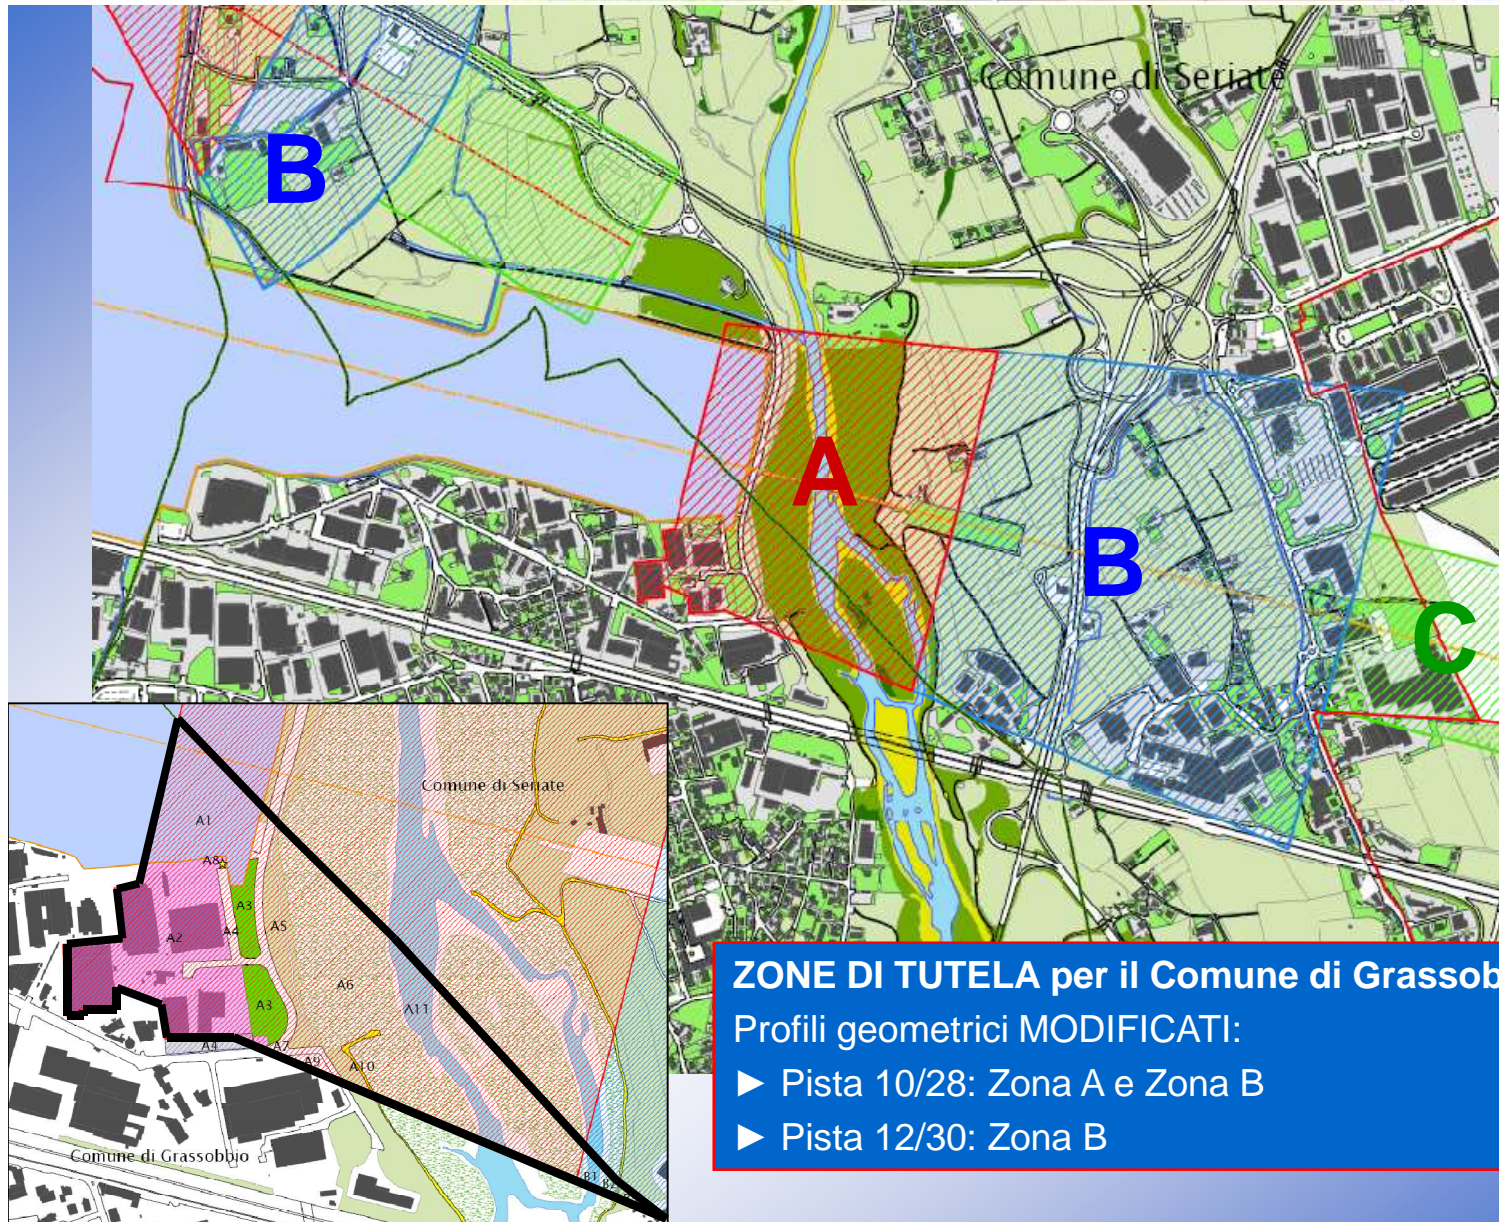 Comune di Seriate
B
A
B
C
Comune di Seriate
A1
A8
A3
A4
A5
A2
A6
A3
A11
A4
A7
A9
A10
Comune di Grassobbio
B1
B2
ZONE DI TUTELA per il Comune di Grassob
Profili geometrici MODIFICATI:
► Pista 10/28: Zona A e Zona B
► Pista 12/30: Zona B